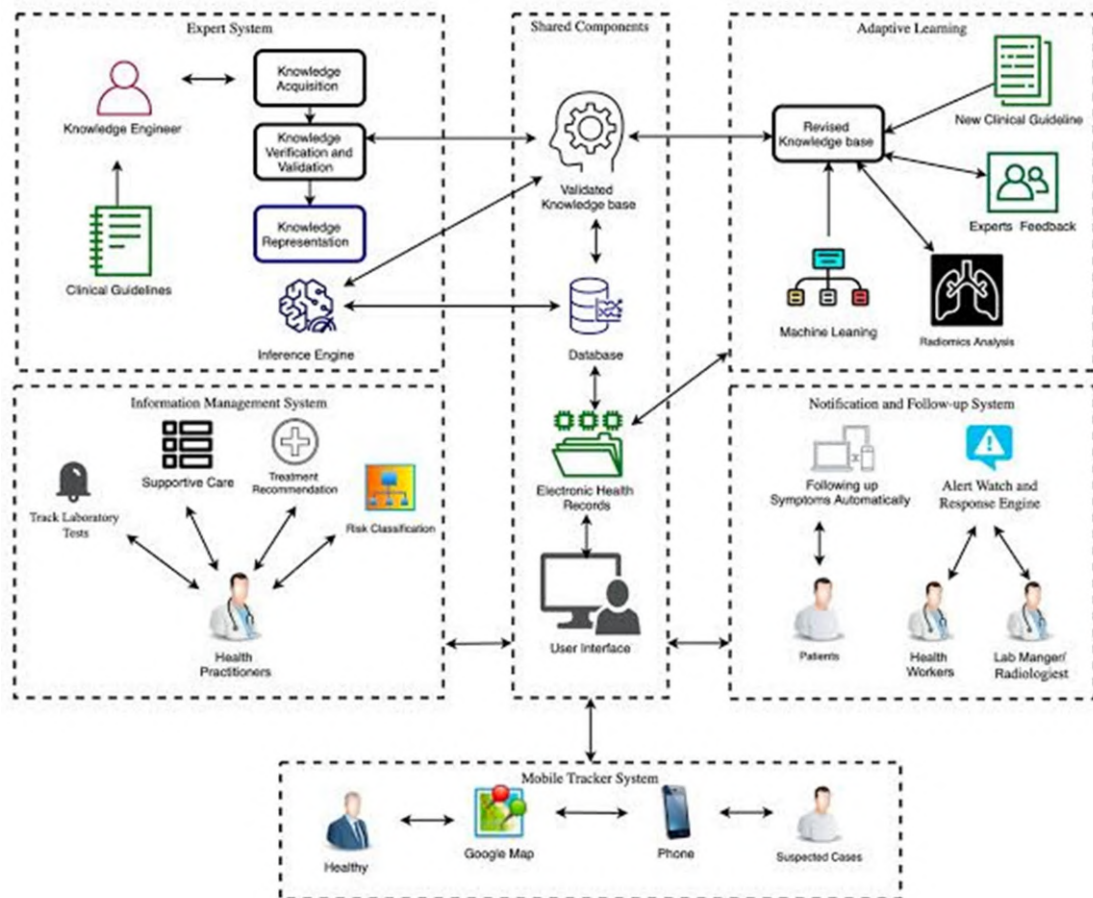 Expert System
Knowledge Engineer
Clinical Guidelines
Knowledge
Acquisition
Knowledge
Verification and
Validation
Knowledge
Representation
Inference Engine
Shared Components
Validated
Knowledge base
Database
Electronic Health
Records
User Interface
Adaptive Learning
New Clinical Guideline
Revised
Knowledge base
Experts Feedback
Machine Leaning
Radiomics Analysis
Information Management System
Track Laboratory
Tests
Supportive Care
Treatment
Recommendation
Risk Classification
Health
Practitioners
Notification and Follow-up System
Following up
Symptoms Automatically
Alert Watch and
Response Engine
Patients
Health
Workers
Lab Manger/
Radiologiest
Mobile Tracker System
Healthy
Google Map
Phone
Suspected Cases